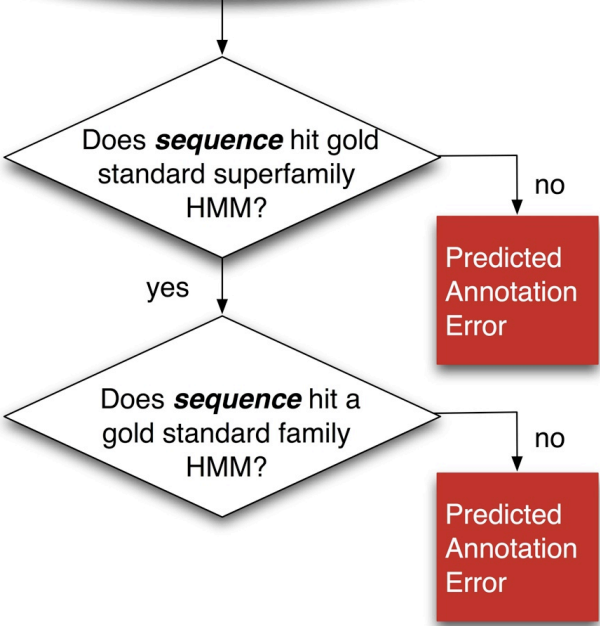 Does sequence hit gold
standard superfamily
HMM?
no
Predicted
Annotation
Error
yes
Does sequence hit a
gold standard family
HMM?
no
Predicted
Annotation
Error